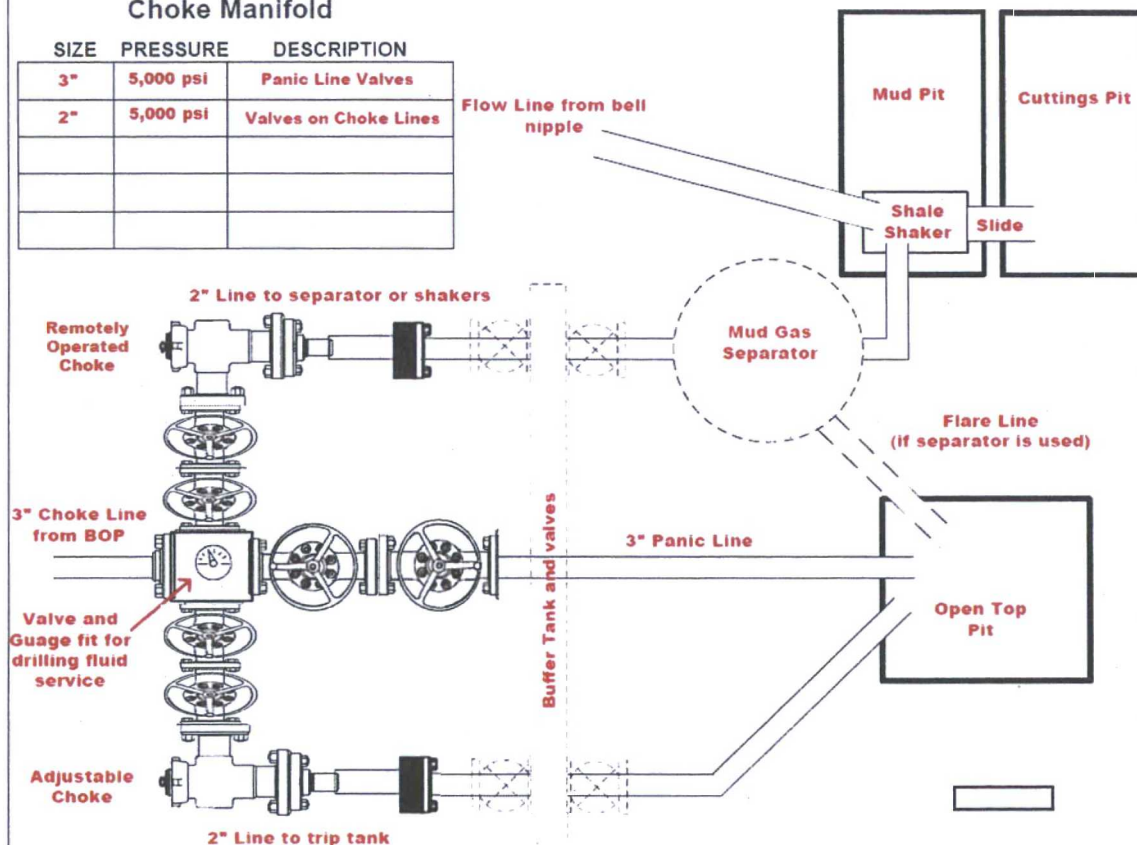 Choke Manifold
SIZE PRESSURE DESCRIPTION
3" 5,000 psi Panic Line Valves
2" 5,000 psi Valves on Choke Lines
Flow Line from bell
nipple
Mud Pit
Cuttings Pit
Shale
Shaker
Slide
2" Line to separator or shakers
Remotely
Operated
Choke
Mud Gas
Separator
Flare Line
(if separator is used)
3" Choke Line
from BOP
Buffer Tank and valves
3" Panic Line
Open Top
Pit
Valve and
Guage fit for
drilling fluid
service
Adjustable
Choke
2" Line to trip tank